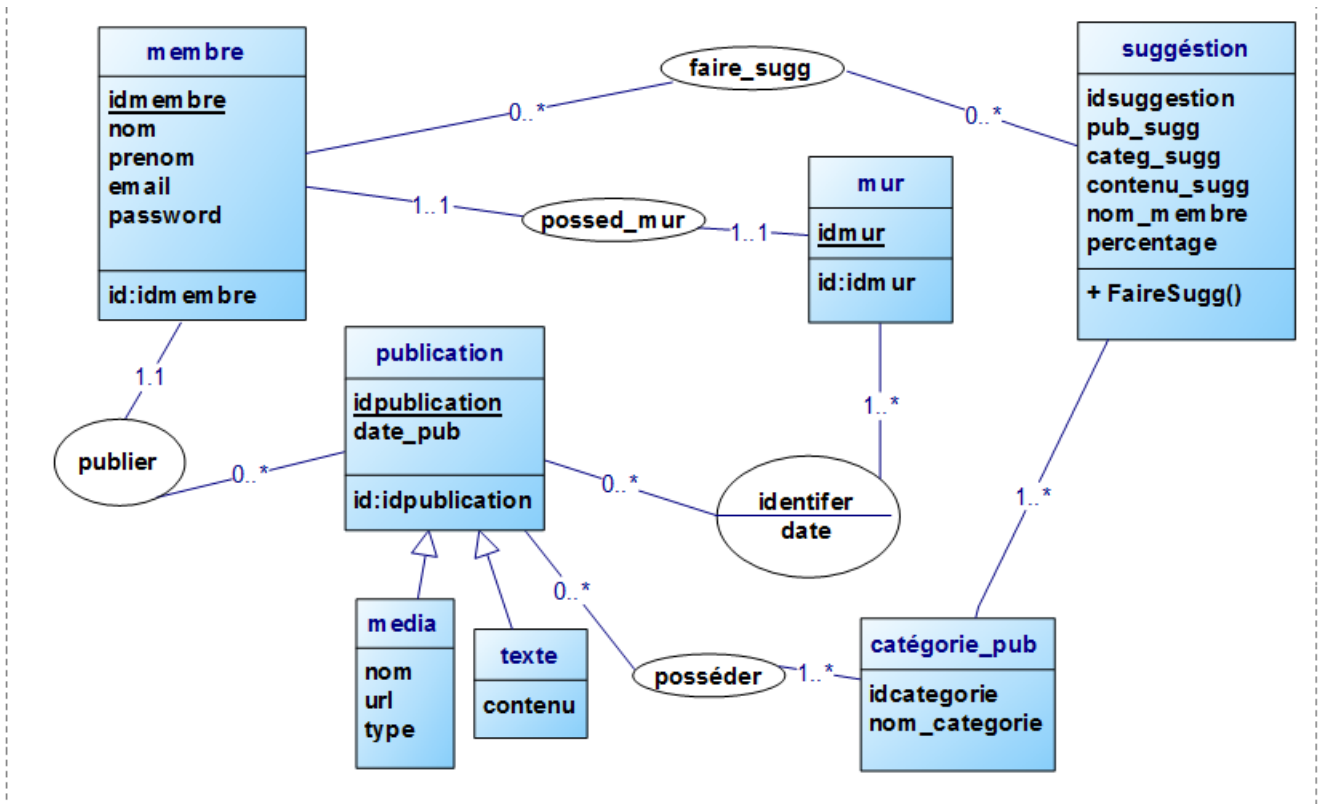 membre
idmembre
nom
prenom
email
password
id:idmembre
faire_sugg
0..*
0..*
suggéstion
idsuggestion
pub_sugg
categ_sugg
contenu_sugg
nom_membre
percentage
+ FaireSugg()
1..1
possed_mur
1..1
mur
idmur
id:idmur
1.1
publier
0..*
publication
idpublication
date_pub
id:idpublication
0..*
1..*
identifer
date
1..*
media
nom
url
type
texte
contenu
0..*
posséder
1..*
catégorie_pub
idcategorie
nom_categorie